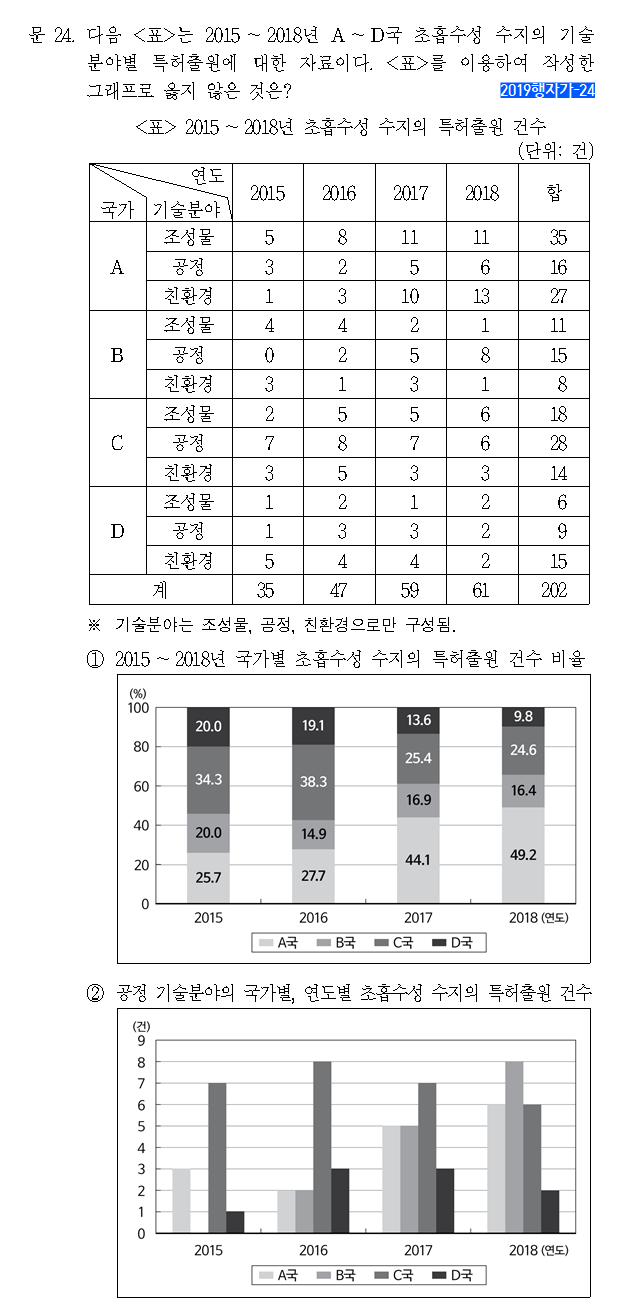 문 24. 다음 <표>는 2015 ~ 2018년 A ~ D국 초흡수성 수지의 기술
분야별 특허출원에 대한 자료이다. <표>를 이용하여 작성한
그래프로 옳지 않은 것은? 2019행자가-24
<표> 2015 ~ 2018년 초흡수성 수지의 특허출원 건수
(단위: 건)
연도
국가 기술분야 2015 2016 2017 2018 합
조성물 5 8 11 11 35
A 공정 3 2 5 6 16
친환경 1 3 10 13 27
조성물 4 4 2 1 11
B 공정 0 2 5 8 15
친환경 3 1 3 1 8
조성물 2 5 5 6 18
C 공정 7 8 7 6 28
친환경 3 5 3 3 14
조성물 1 2 1 2 6
D 공정 1 3 3 2 9
친환경 5 4 4 2 15
계 35 47 59 61 202
※ 기술분야는 조성물, 공정, 친환경으로만 구성됨.
① 2015 ~ 2018년 국가별 초흡수성 수지의 특허출원 건수 비율
(%)
100
80
60
40
20
0
20.0 19.1 13.6 9.8
34.3 38.3 25.4 24.6
20.0 14.9 16.9 16.4
25.7 27.7 44.1 49.2
2015 2016 2017 2018 (연도)
A국 B국 C국 D국
② 공정 기술분야의 국가별, 연도별 초흡수성 수지의 특허출원 건수
(건)
9
8
7
6
5
4
3
2
1
0
2015 2016 2017 2018 (연도)
A국 B국 C국 D국